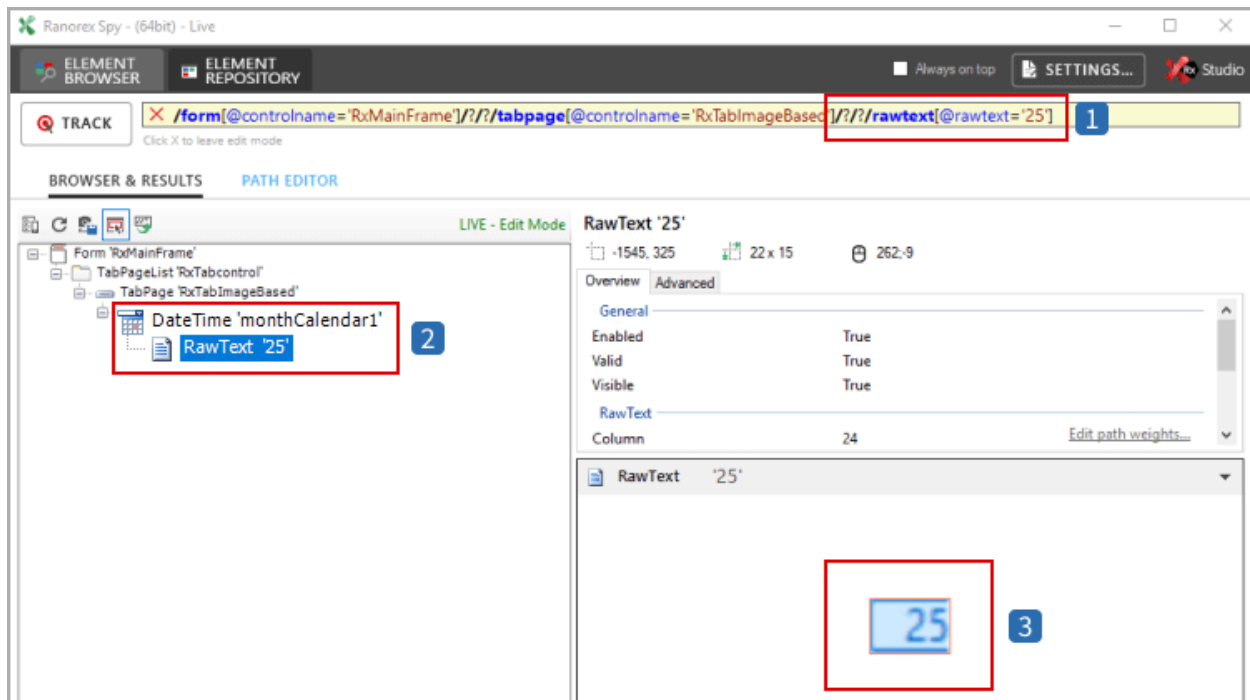 Ranorex Spy - (64bit) - Live
ELEMENT BROWSER
ELEMENT REPOSITORY
Always on top
SETTINGS...
Rx Studio
TRACK
/form[@controlname='RxMainFrame']/?/?/tabpage[@controlname='RxTabImageBased']/?/?/rawtext[@rawtext='25']
1
Click X to leave edit mode
BROWSER & RESULTS
PATH EDITOR
LIVE - Edit Mode
Form 'RxMainFrame'
TabPageList 'RxTabcontrol'
TabPage 'RxTabImageBased'
DateTime 'monthCalendar1'
RawText '25'
2
RawText '25'
-1545, 325
22 x 15
262;-9
Overview
Advanced
General
Enabled True
Valid True
Visible True
RawText
Column 24
Edit path weights...
RawText '25'
25
3